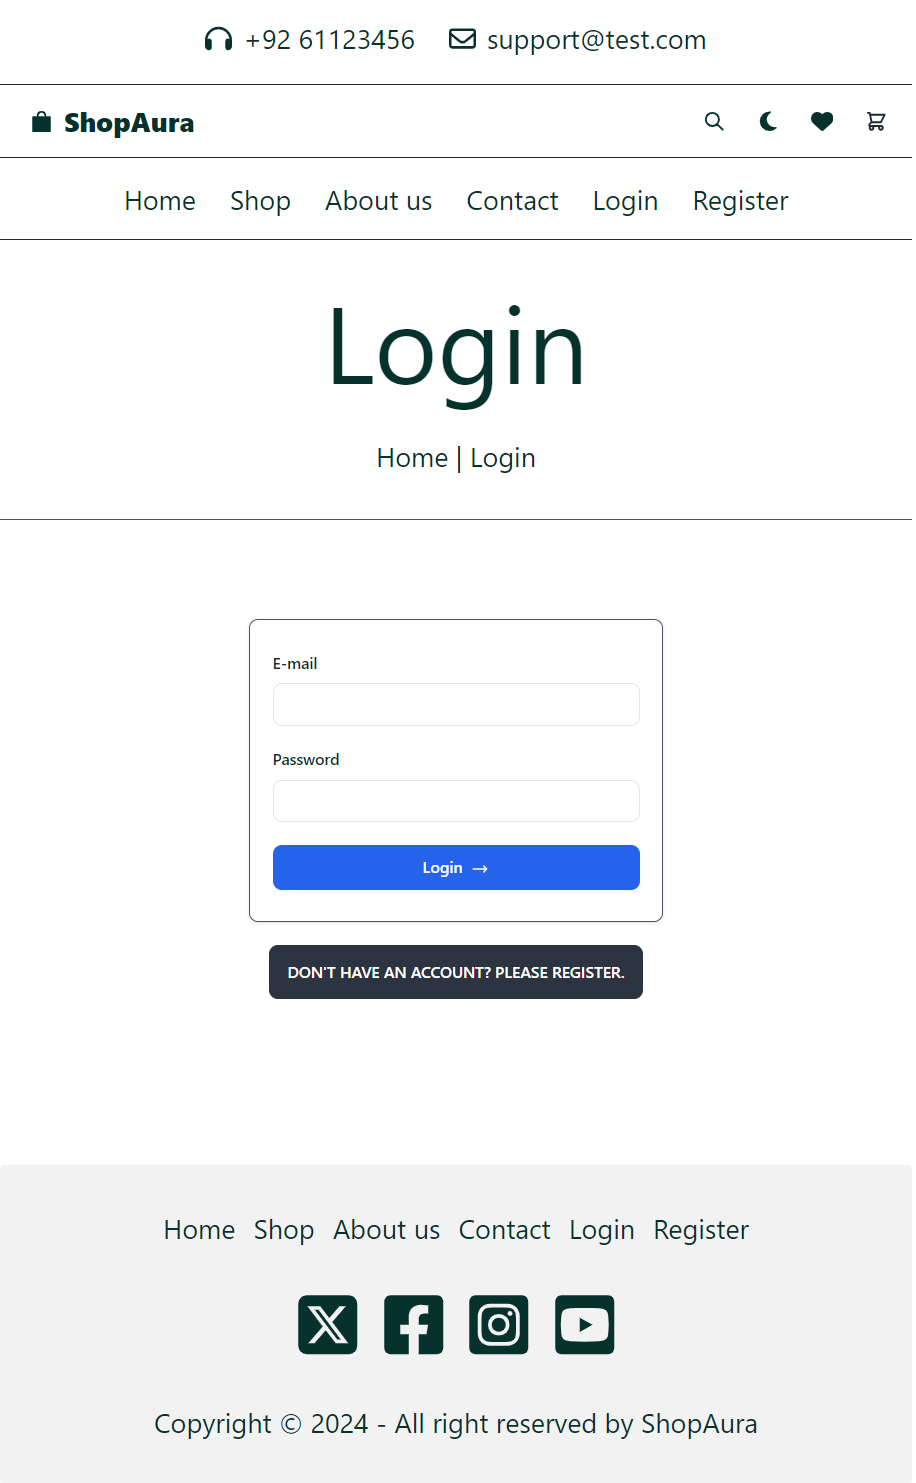 +92 61123456 support@test.com
ShopAura
Home Shop About us Contact Login Register
Login
Home | Login
E-mail
Password
Login →
DON'T HAVE AN ACCOUNT? PLEASE REGISTER.
Home Shop About us Contact Login Register
Copyright © 2024 - All right reserved by ShopAura